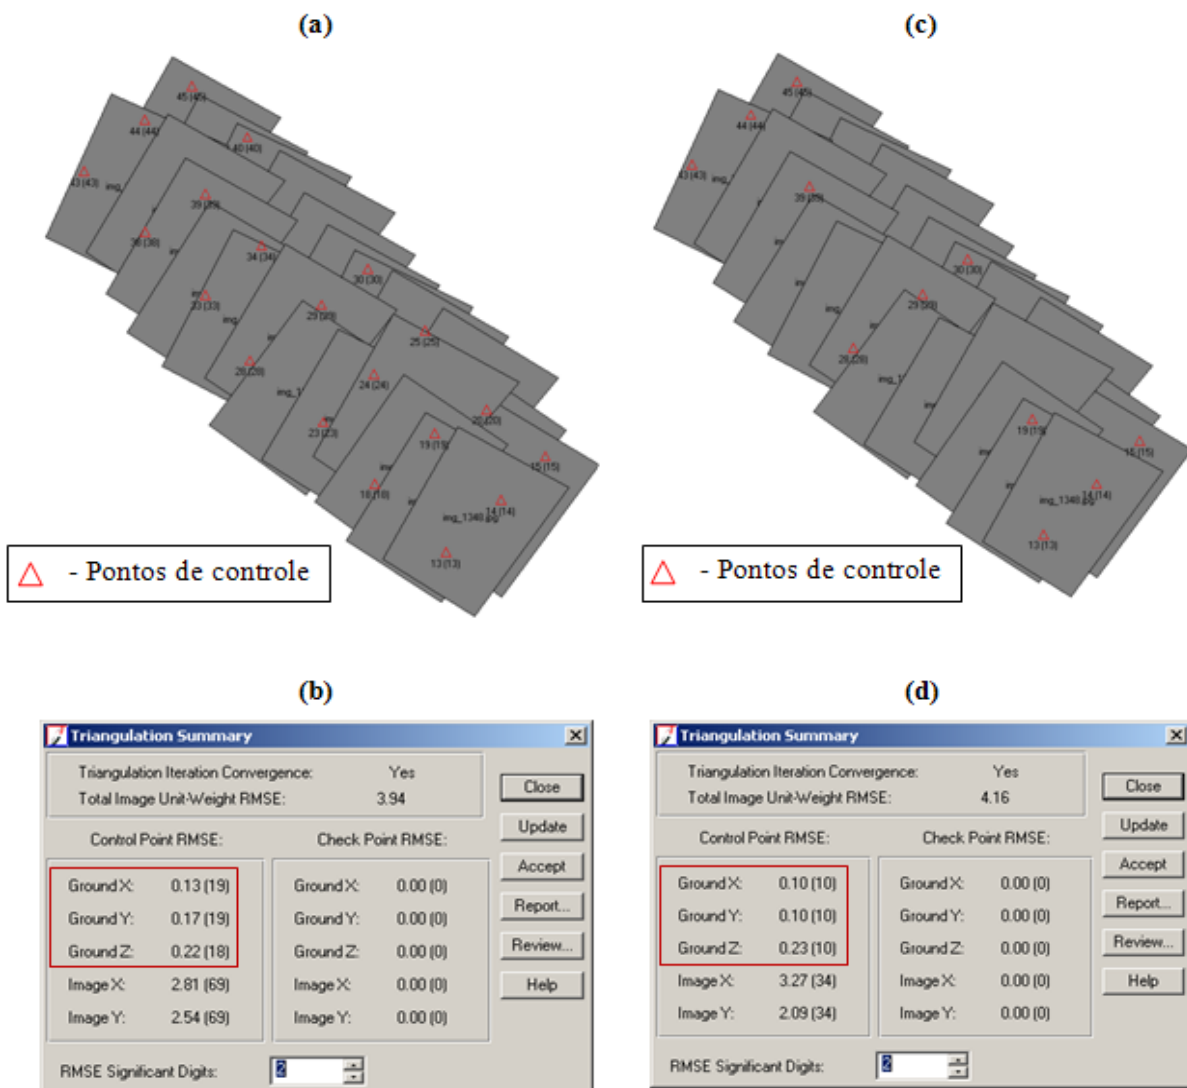 (a)
45 (45)
44 (44)
40 (40)
43 (43)
39 (39)
38 (38)
34 (34)
30 (30)
33 (33)
29 (29)
25 (25)
28 (28)
24 (24)
20 (20)
23 (23)
19 (19)
15 (15)
18 (18)
14 (14)
img_1348.jpg
13 (13)
- Pontos de controle
(c)
45 (45)
44 (44)
43 (43)
39 (39)
30 (30)
29 (29)
28 (28)
19 (19)
15 (15)
14 (14)
img_1348.jpg
13 (13)
- Pontos de controle
(b)
Triangulation Summary
Triangulation Iteration Convergence: Yes
Total Image Unit-Weight RMSE: 3.94
Control Point RMSE:
Ground X: 0.13 (19)
Ground Y: 0.17 (19)
Ground Z: 0.22 (18)
Image X: 2.81 (69)
Image Y: 2.54 (69)
Check Point RMSE:
Ground X: 0.00 (0)
Ground Y: 0.00 (0)
Ground Z: 0.00 (0)
Image X: 0.00 (0)
Image Y: 0.00 (0)
Close
Update
Accept
Report...
Review...
Help
RMSE Significant Digits: 2
(d)
Triangulation Summary
Triangulation Iteration Convergence: Yes
Total Image Unit-Weight RMSE: 4.16
Control Point RMSE:
Ground X: 0.10 (10)
Ground Y: 0.10 (10)
Ground Z: 0.23 (10)
Image X: 3.27 (34)
Image Y: 2.09 (34)
Check Point RMSE:
Ground X: 0.00 (0)
Ground Y: 0.00 (0)
Ground Z: 0.00 (0)
Image X: 0.00 (0)
Image Y: 0.00 (0)
Close
Update
Accept
Report...
Review...
Help
RMSE Significant Digits: 2